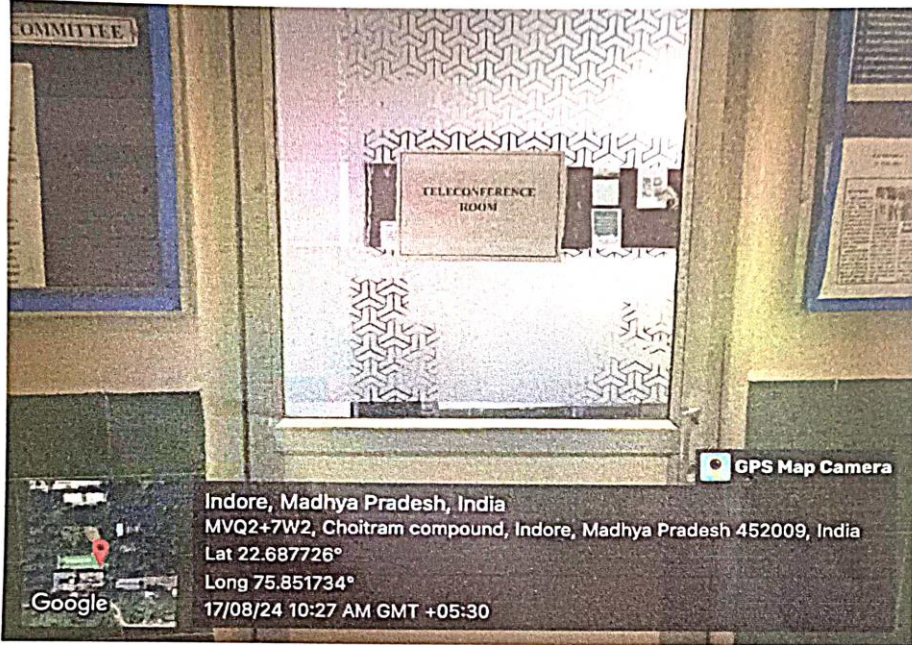 COMMITTEE
TELECONFERENCE
ROOM
GPS Map Camera
Indore, Madhya Pradesh, India
MVQ2+7W2, Choitram compound, Indore, Madhya Pradesh 452009, India
Lat 22.687726°
Long 75.851734°
17/08/24 10:27 AM GMT +05:30
Google